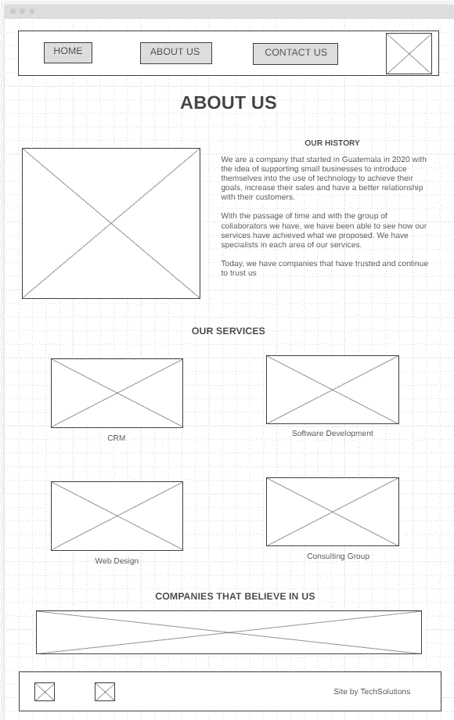 HOME
ABOUT US
CONTACT US
ABOUT US
OUR HISTORY
We are a company that started in Guatemala in 2020 with
the idea of supporting small businesses to introduce
themselves into the use of technology to achieve their
goals, increase their sales and have a better relationship
with their customers.
With the passage of time and with the group of
collaborators we have, we have been able to see how our
services have achieved what we proposed. We have
specialists in each area of our services.
Today, we have companies that have trusted and continue
to trust us
OUR SERVICES
CRM
Software Development
Web Design
Consulting Group
COMPANIES THAT BELIEVE IN US
Site by TechSolutions